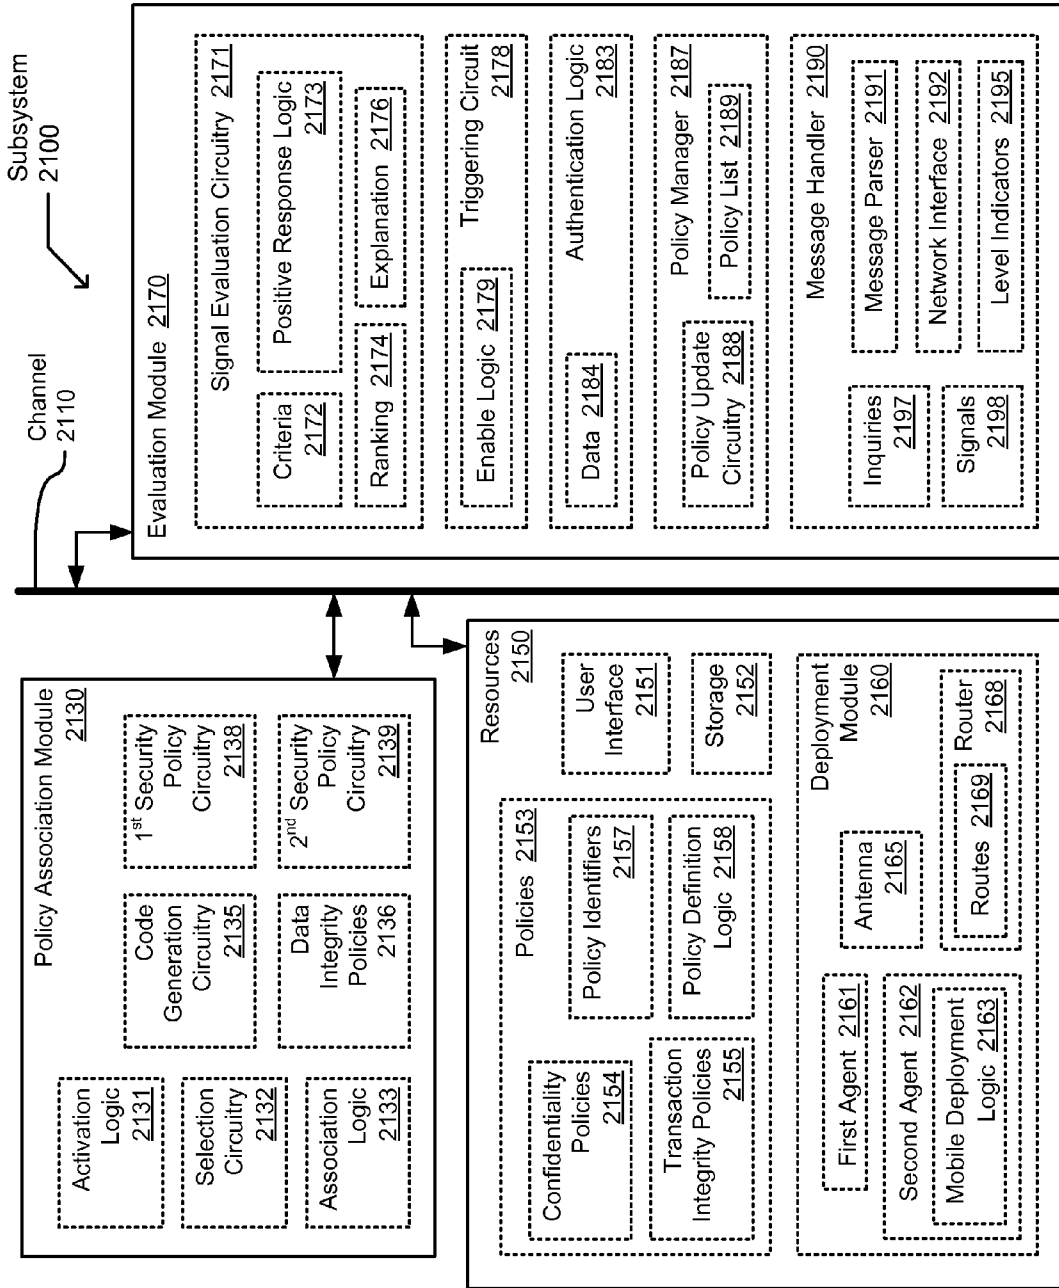 Subsystem
2100
Channel
2110
Policy Association Module
2130
Activation
Logic
2131
Selection
Circuitry
2132
Association
Logic
2133
Code
Generation
Circuitry
2135
Data
Integrity
Policies
2136
1st Security
Policy
Circuitry
2138
2nd Security
Policy
Circuitry
2139
Resources
2150
User
Interface
2151
Storage
2152
Policies 2153
Confidentiality
Policies
2154
Transaction
Integrity Policies
2155
Policy Identifiers
2157
Policy Definition
Logic 2158
Deployment
Module
2160
First Agent 2161
Second Agent 2162
Mobile Deployment
Logic 2163
Antenna
2165
Router
2168
Routes 2169
Evaluation Module 2170
Signal Evaluation Circuitry 2171
Criteria
2172
Positive Response Logic
2173
Ranking 2174
Explanation 2176
Triggering Circuit
2178
Enable Logic 2179
Authentication Logic
2183
Data 2184
Policy Manager
2187
Policy Update
Circuitry 2188
Policy List 2189
Message Handler 2190
Message Parser 2191
Network Interface 2192
Level Indicators 2195
Inquiries
2197
Signals
2198